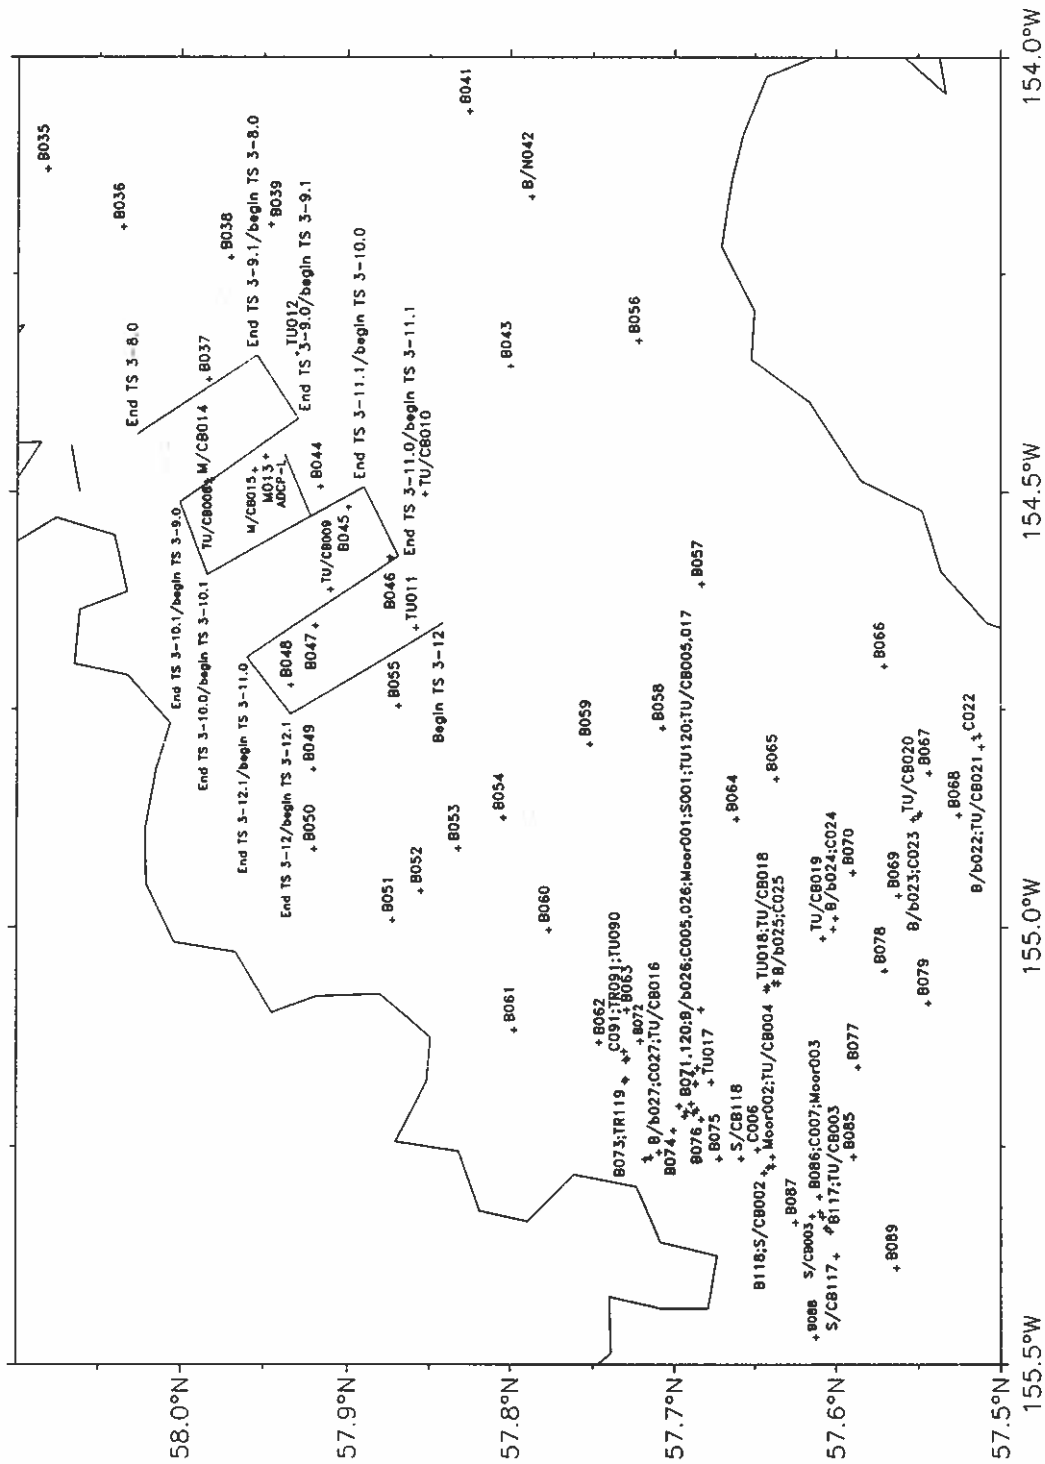 58.0°N
57.9°N
57.8°N
57.7°N
57.6°N
57.5°N
155.5°W
155.0°W
154.5°W
154.0°W
B035
B036
B038
B039
B037
B041
B/N042
B043
B056
End TS 3-8.0
End TS 3-9.1/begin TS 3-8.0
TU012
End TS 3-9.0/begin TS 3-9.1
TU/CB008
M/CB014
M/CB015
M013
ADCP-L
B044
End TS 3-11.1/begin TS 3-10.0
End TS 3-11.0/begin TS 3-11.1
TU/CB010
End TS 3-10.1/begin TS 3-9.0
End TS 3-10.0/begin TS 3-10.1
TU/CB009
B045
B046
TU011
End TS 3-12.1/begin TS 3-11.0
B048
B047
B055
Begin TS 3-12
End TS 3-12/begin TS 3-12.1
B049
B050
B051
B052
B053
B054
B059
B060
B061
B057
B058
B066
B065
B064
B062
C091;TR091;TU090
B063
B072
B073;TR119
B/b027;C027;TU/CB016
B074
B071,120;B/b026;C005,026;Moor001;S001;TU120;TU/CB005,017
B076
TU017
B075
S/CB118
C006
Moor002;TU/CB004
TU018;TU/CB018
B/b025;C025
B118;S/CB002
B087
TU/CB019
B/b024;C024
B070
B078
B069
B079
B/b023;C023
TU/CB020
B067
B068
B/b022;TU/CB021
C022
B077
B085
B086;C007;Moor003
S/CB003
B117;TU/CB003
S/CB117
B088
B089